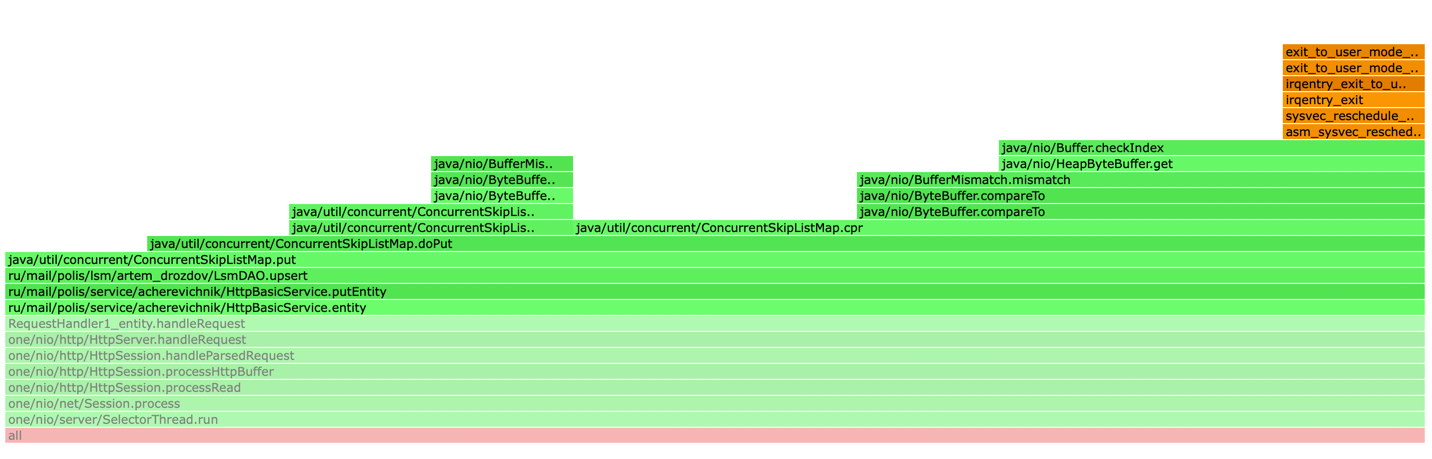 exit_to_user_mode_..
exit_to_user_mode_..
irqentry_exit_to_u..
irqentry_exit
sysvec_reschedule_..
asm_sysvec_resched..
java/nio/Buffer.checkIndex
java/nio/BufferMis.. java/nio/HeapByteBuffer.get
java/nio/ByteBuffe.. java/nio/BufferMismatch.mismatch
java/nio/ByteBuffe.. java/nio/ByteBuffer.compareTo
java/util/concurrent/ConcurrentSkipLis.. java/nio/ByteBuffer.compareTo
java/util/concurrent/ConcurrentSkipLis.. java/util/concurrent/ConcurrentSkipListMap.cpr
java/util/concurrent/ConcurrentSkipListMap.doPut
java/util/concurrent/ConcurrentSkipListMap.put
ru/mail/polis/lsm/artem_drozdov/LsmDAO.upsert
ru/mail/polis/service/acherevichnik/HttpBasicService.putEntity
ru/mail/polis/service/acherevichnik/HttpBasicService.entity
RequestHandler1_entity.handleRequest
one/nio/http/HttpServer.handleRequest
one/nio/http/HttpSession.handleParsedRequest
one/nio/http/HttpSession.processHttpBuffer
one/nio/http/HttpSession.processRead
one/nio/net/Session.process
one/nio/server/SelectorThread.run
all